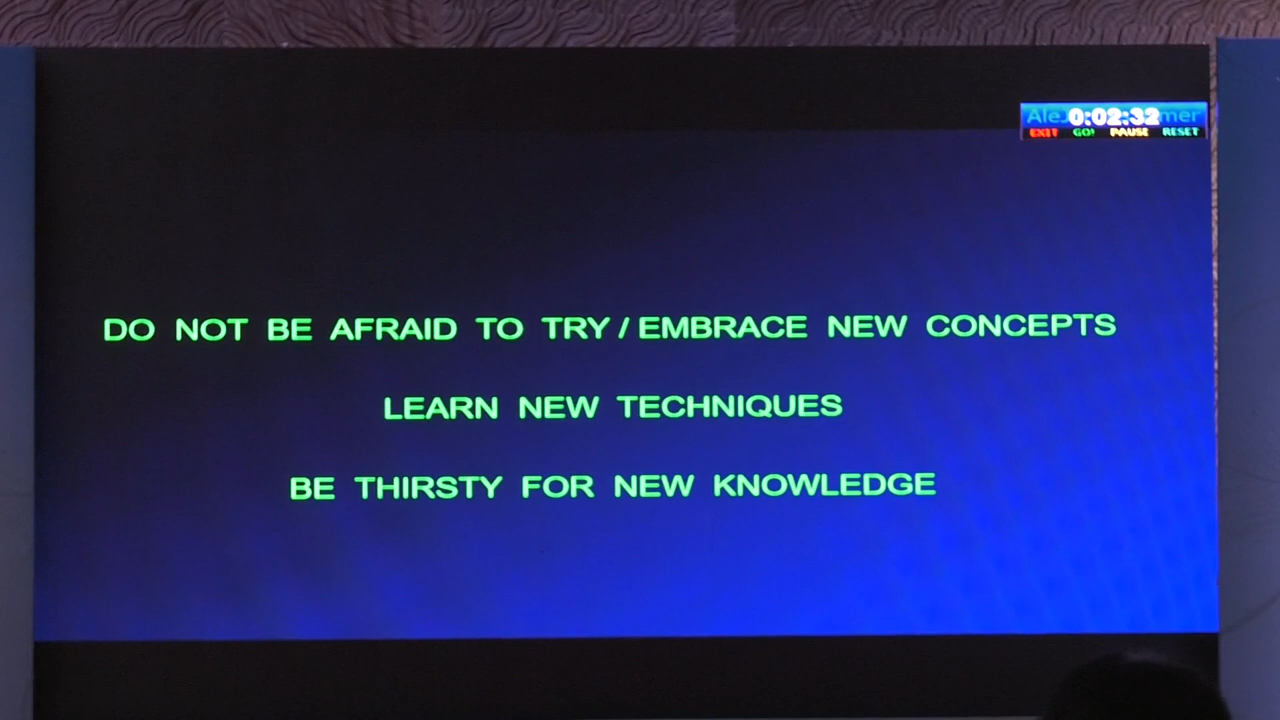 0:02:32
EXIT GO! PAUSE RESET
DO NOT BE AFRAID TO TRY / EMBRACE NEW CONCEPTS
LEARN NEW TECHNIQUES
BE THIRSTY FOR NEW KNOWLEDGE